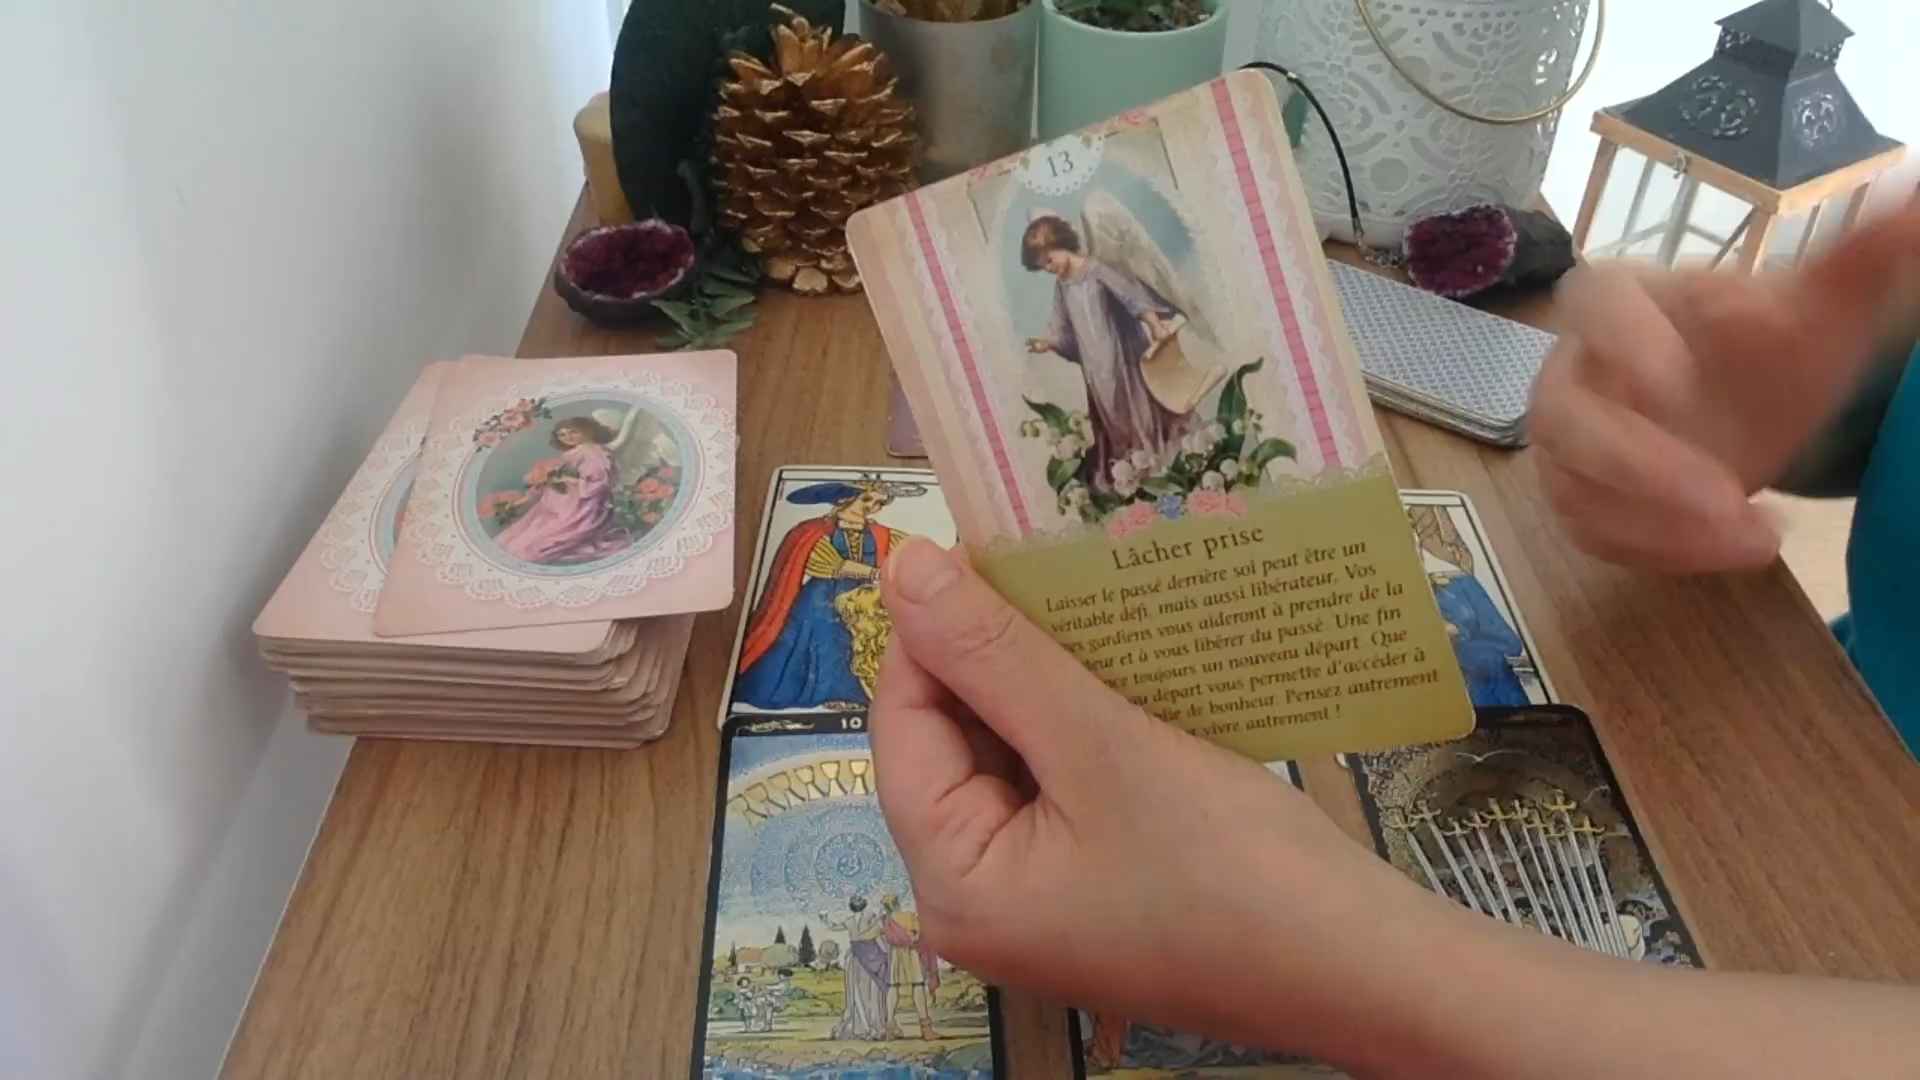 13
Lâcher prise
Laisser le passé derrière soi peut être un
véritable défi, mais aussi libérateur. Vos
gardiens vous aideront à prendre de la
et à vous libérer du passé. Une fin
toujours un nouveau départ. Que
départ vous permette d'accéder à
de bonheur. Pensez autrement
vivre autrement !
10